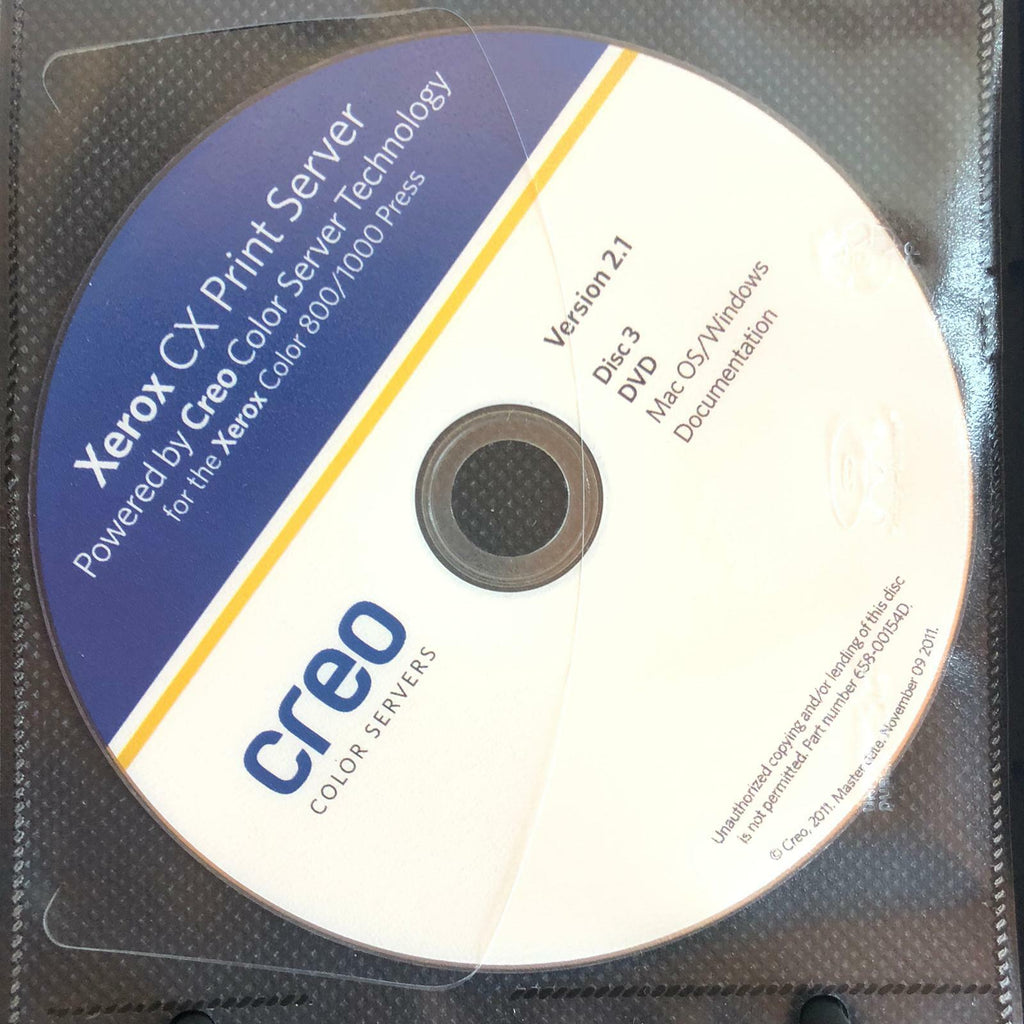 Xerox CX Print Server
Powered by Creo Color Server Technology
for the Xerox Color 800/1000 Press
Version 2.1
Disc 3
DVD
Mac OS/Windows
Documentation
creo
COLOR SERVERS
Unauthorized copying and/or lending of this disc
is not permitted. Part number 658-00154D.
© Creo, 2011. Master date. November 09 2011.